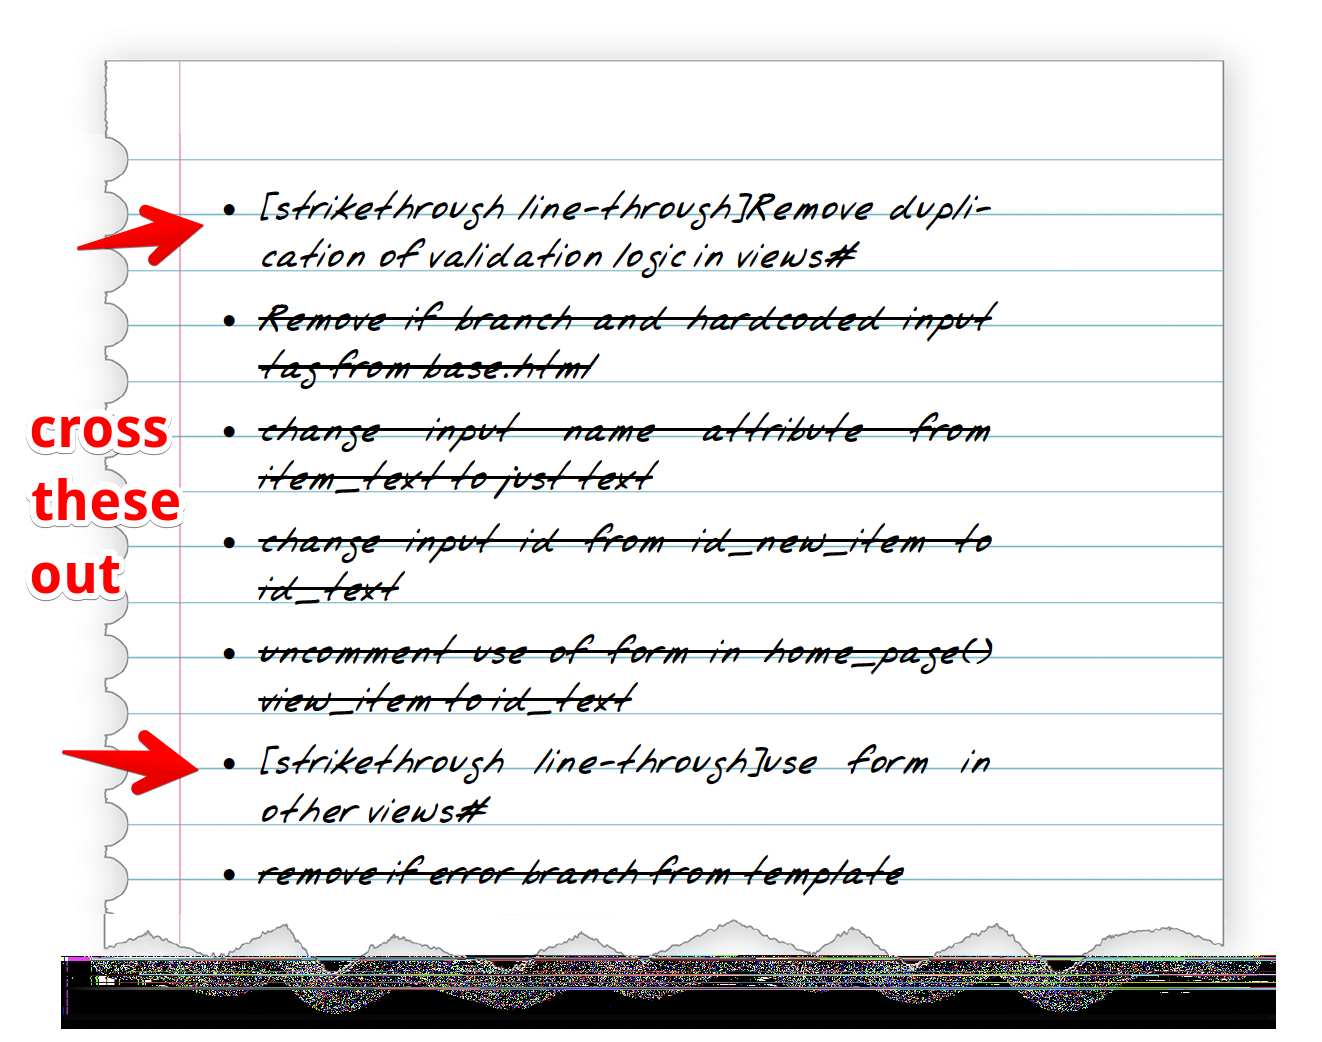 • [strikethrough line-through]Remove dupli-
cation of validation logic in views#
• Remove if branch and hardcoded input
tag from base.html
cross
these
out
• change input name attribute from
item_text to just text
• change input id from id_new_item to
id_text
• uncomment use of form in home_page()
view_item to id_text
• [strikethrough line-through]use form in
other views#
• remove if error branch from template